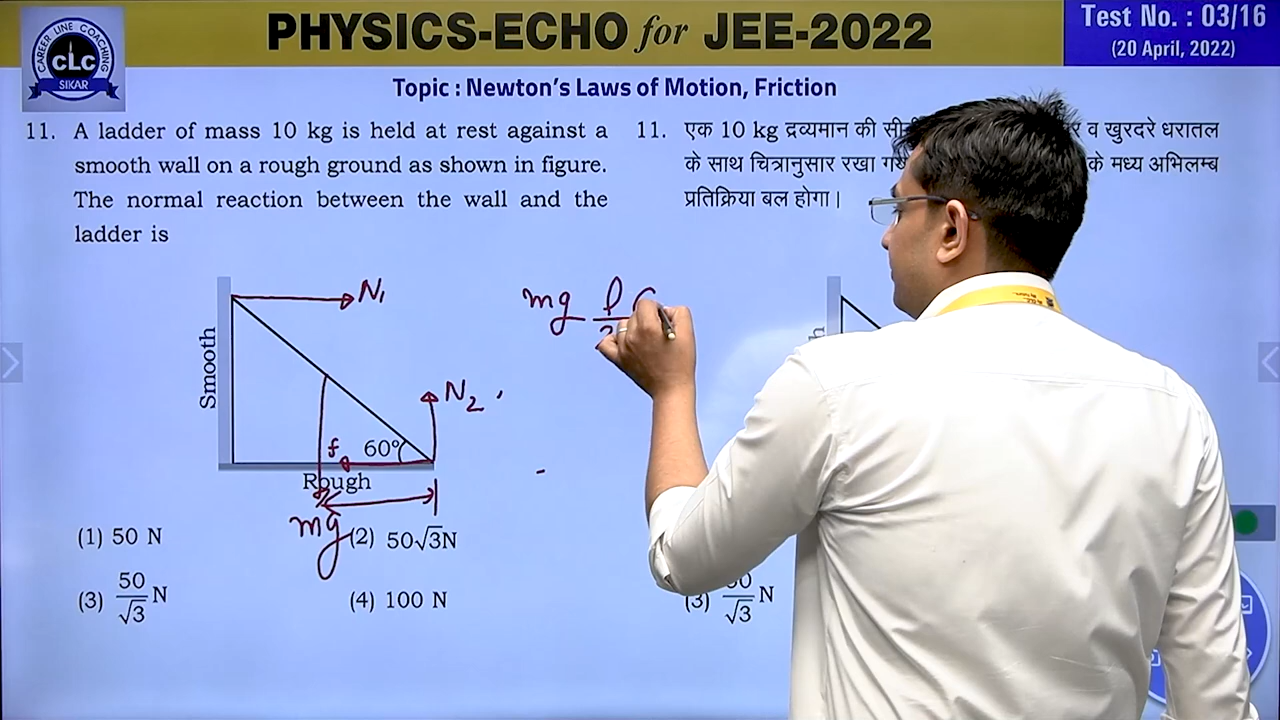 PHYSICS-ECHO for JEE-2022
Test No. : 03/16
(20 April, 2022)
CAREER LINE COACHING
CLC
SIKAR
Topic : Newton's Laws of Motion, Friction
11. A ladder of mass 10 kg is held at rest against a
smooth wall on a rough ground as shown in figure.
The normal reaction between the wall and the
ladder is
11. एक 10 kg द्रव्यमान की व खुरदरे धरातल
के साथ चित्रानुसार रखा के मध्य अभिलम्ब
प्रतिक्रिया बल होगा।
N₁
mg l
Smooth
N₂
f 60°
Rough
mg
(1) 50 N
(2) 50√3N
(3) 50/√3 N
(4) 100 N
(3) 50/√3 N